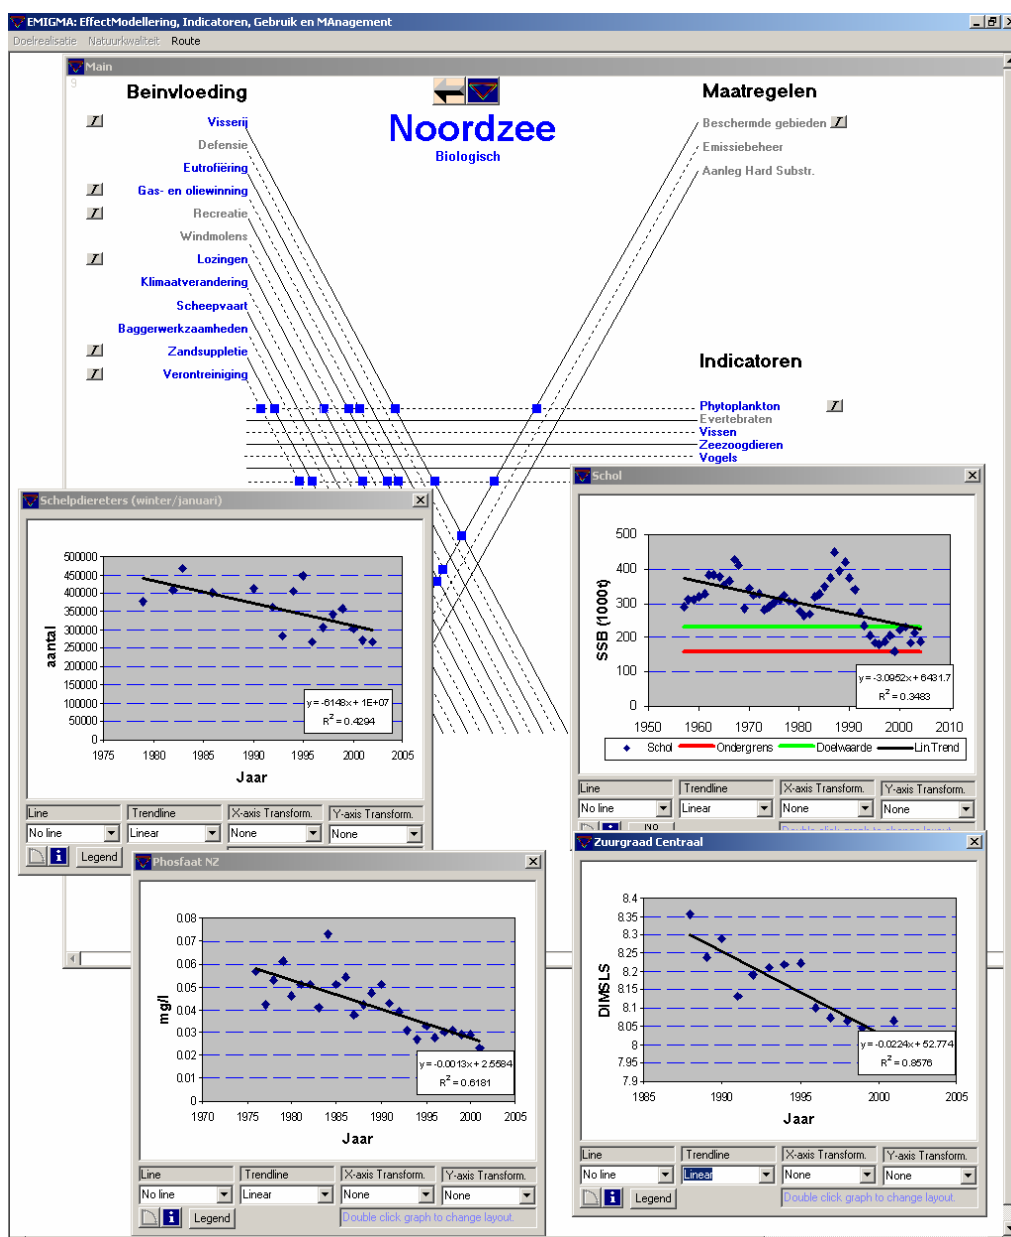 EMIGMA: EffectModellering, Indicatoren, Gebruik en MAnagement
Doelrealisatie Natuurkwaliteit Route
Main
9
Beinvloeding
Noordzee
Biologisch
Maatregelen
I Visserij
Defensie
Eutrofiëring
I Gas- en oliewinning
I Recreatie
Windmolens
I Lozingen
Klimaatverandering
Scheepvaart
Baggerwerkzaamheden
I Zandsuppletie
I Verontreiniging
Beschermde gebieden I
Emissiebeheer
Aanleg Hard Substr.
Indicatoren
Phytoplankton I
Evertebraten
Vissen
Zeezoogdieren
Vogels
Schelpdiereters (winter/januari)
aantal
500000
450000
400000
350000
300000
250000
200000
150000
100000
50000
0
y = -6148x + 1E+07
R² = 0.4294
1975 1980 1985 1990 1995 2000 2005
Jaar
Line Trendline X-axis Transform. Y-axis Transform.
No line Linear None None
i Legend
Schol
SSB (1000t)
500
400
300
200
100
0
y = -3.0952x + 6431.7
R² = 0.3483
1950 1960 1970 1980 1990 2000 2010
Schol Ondergrens Doelwaarde Lin.Trend
Line Trendline X-axis Transform. Y-axis Transform.
No line Linear None None
Double click graph to change layout.
Phosfaat NZ
mg/l
0.08
0.07
0.06
0.05
0.04
0.03
0.02
0.01
0
y = -0.0013x + 2.5584
R² = 0.6181
1970 1975 1980 1985 1990 1995 2000 2005
Jaar
Line Trendline X-axis Transform. Y-axis Transform.
No line Linear None None
i Legend Double click graph to change layout.
Zuurgraad Centraal
DIMSLS
8.4
8.35
8.3
8.25
8.2
8.15
8.1
8.05
8
7.95
7.9
y = -0.0224x + 52.774
R² = 0.8576
1985 1990 1995 2000 2005
Jaar
Line Trendline X-axis Transform. Y-axis Transform.
No line Linear None None
i Legend Double click graph to change layout.